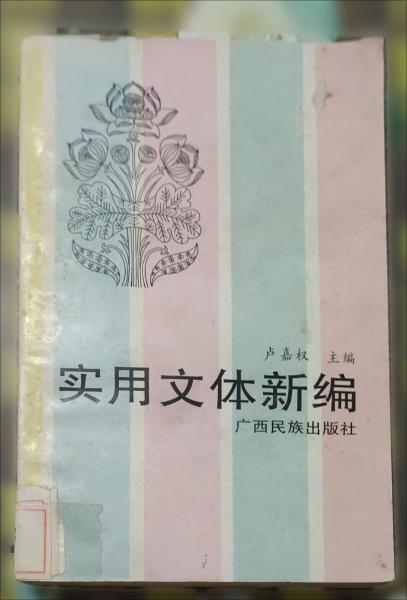 卢嘉权 主编
实用文体新编
广西民族出版社